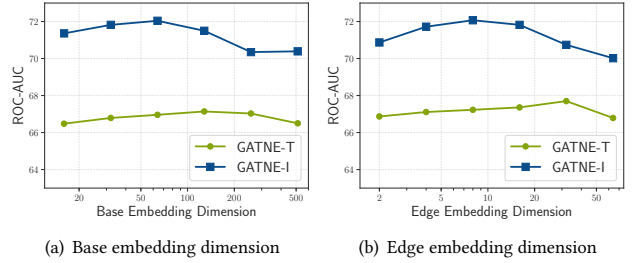 72
70
68
66
64
ROC-AUC
GATNE-T
GATNE-I
20
50
100
200
500
Base Embedding Dimension
(a) Base embedding dimension
72
70
68
66
64
ROC-AUC
GATNE-T
GATNE-I
2
5
10
20
50
Edge Embedding Dimension
(b) Edge embedding dimension